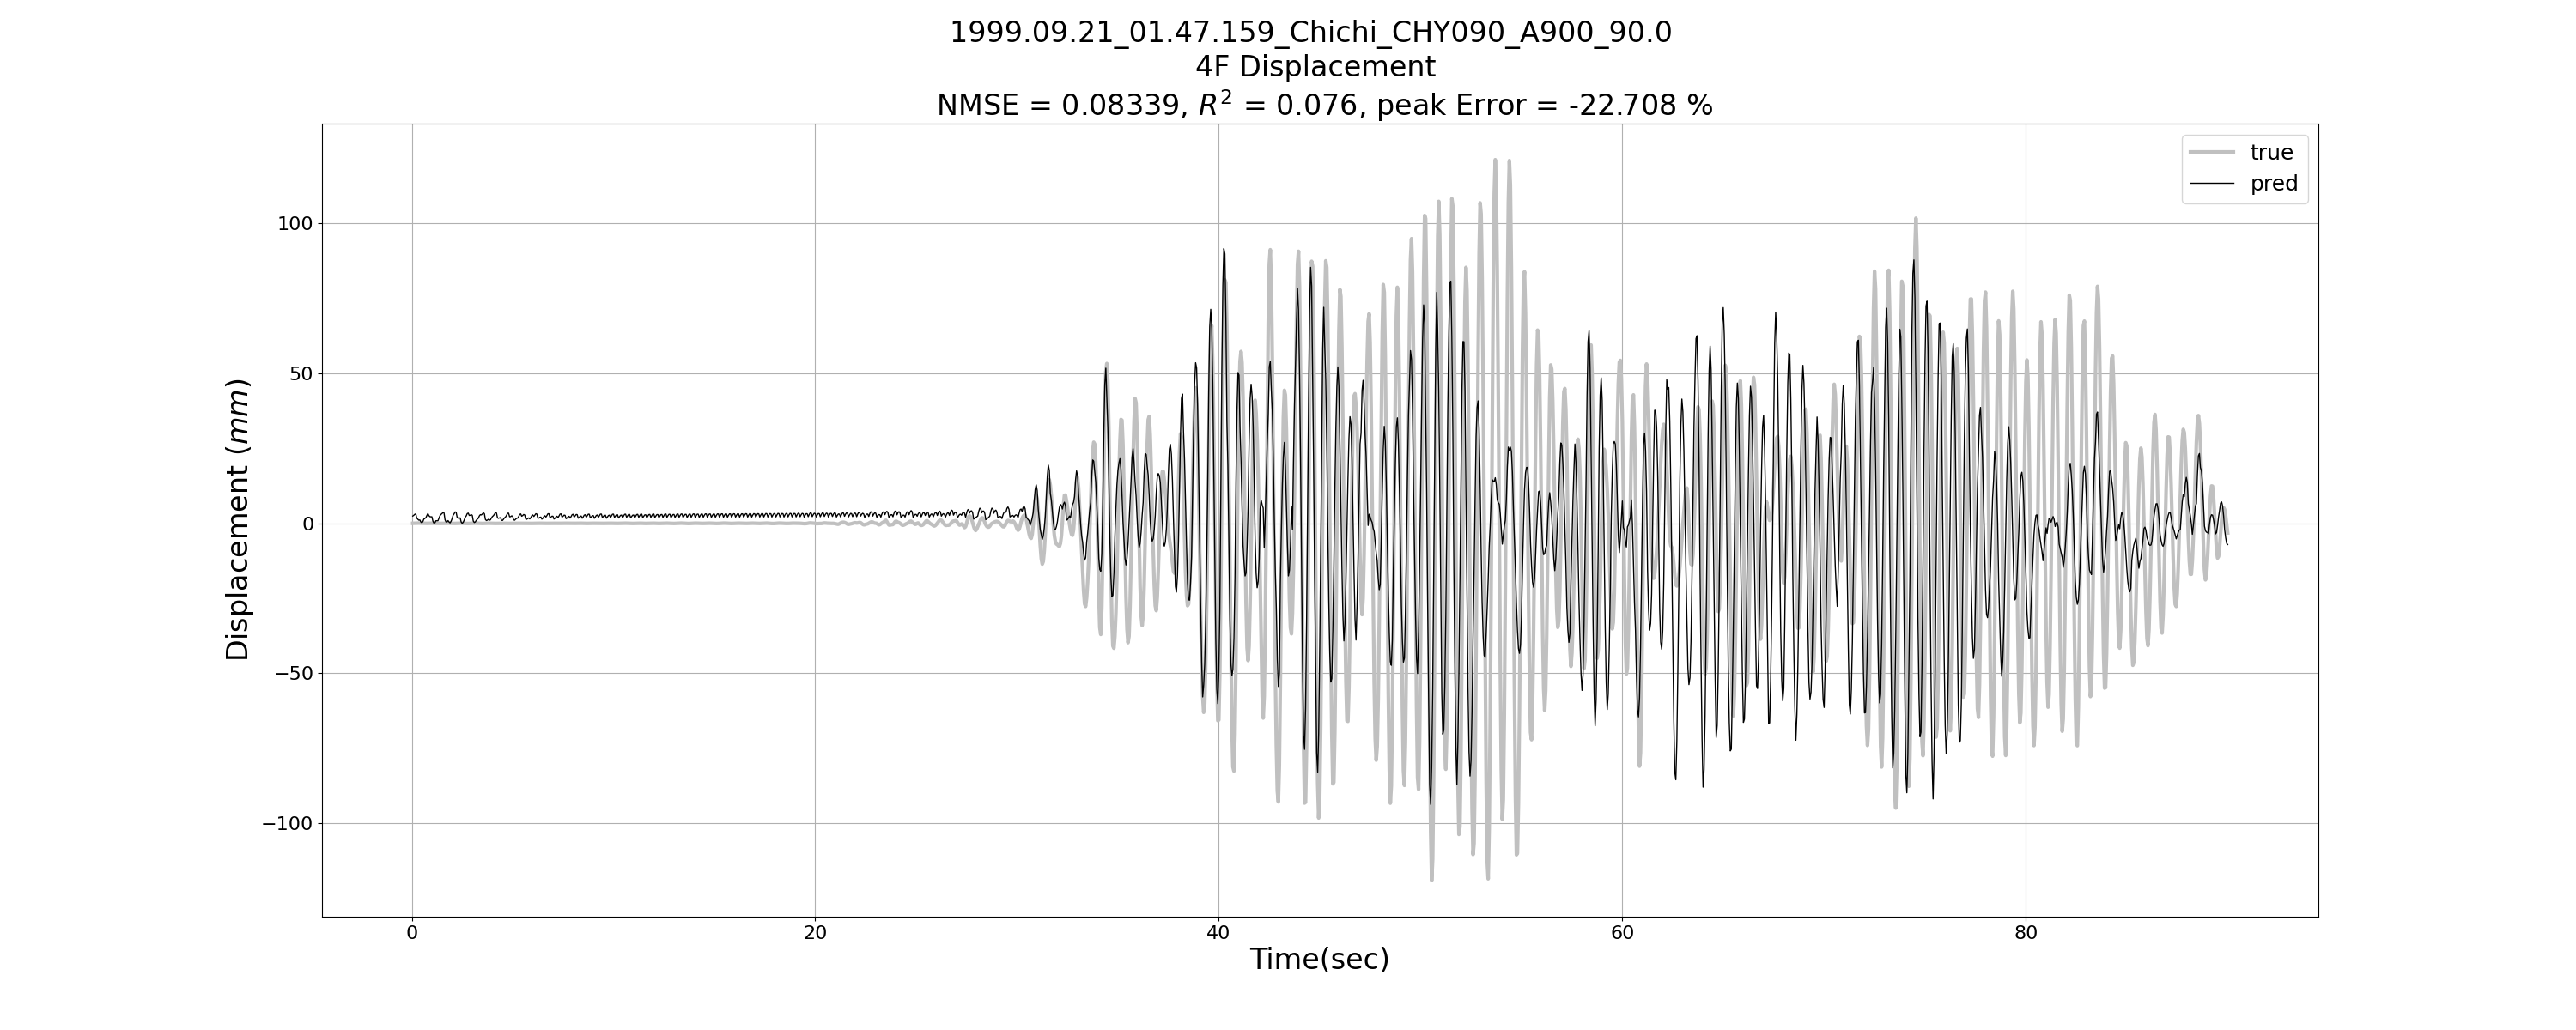 1999.09.21_01.47.159_Chichi_CHY090_A900_90.0
4F Displacement
NMSE = 0.08339, R² = 0.076, peak Error = -22.708 %
true
pred
Displacement (mm)
100
50
0
−50
−100
0
20
40
60
80
Time(sec)